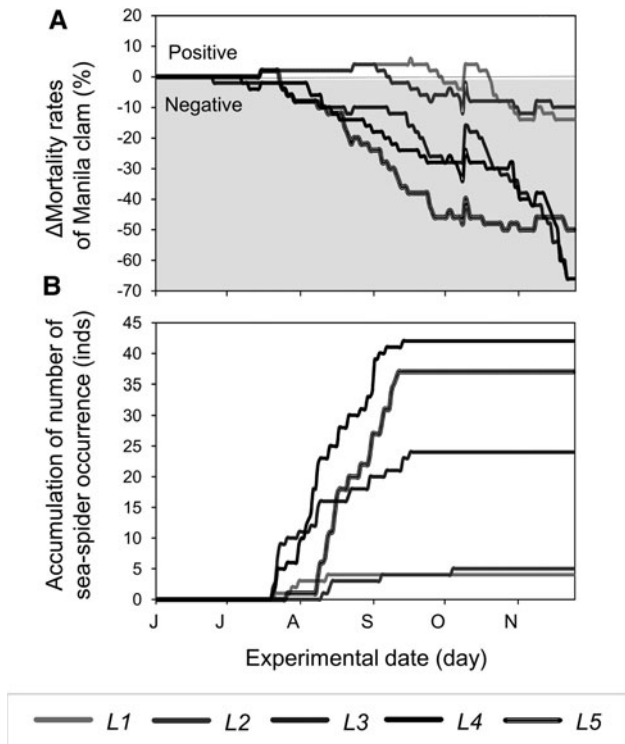 A
20
10
0
-10
-20
-30
-40
-50
-60
-70
Positive
Negative
ΔMortality rates
of Manila clam (%)
B
45
40
35
30
25
20
15
10
5
0
Accumulation of number of
sea-spider occurrence (inds)
J J A S O N
Experimental date (day)
L1 L2 L3 L4 L5